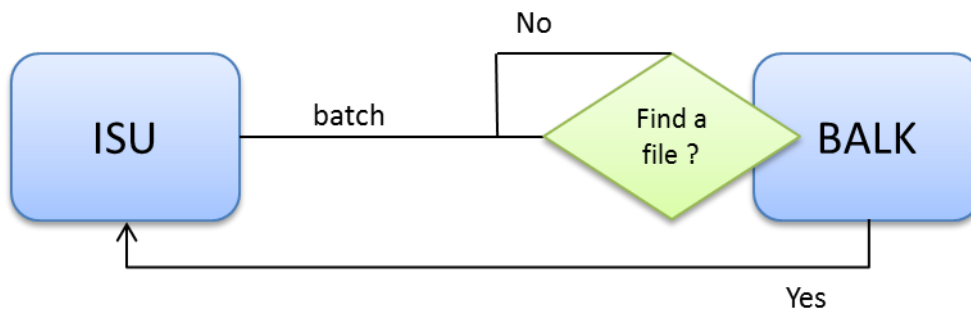 No
ISU
batch
Find a
file ?
BALK
Yes